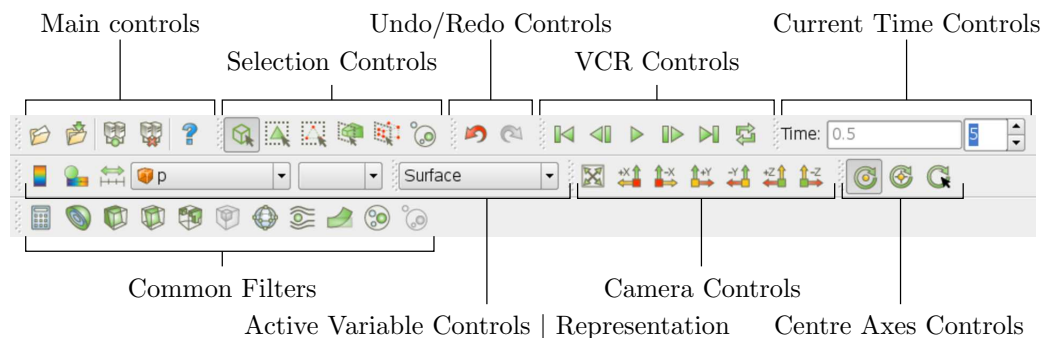 Main controls
Undo/Redo Controls
Current Time Controls
Selection Controls
VCR Controls
?
Time: 0.5 5
p
Surface
+X
-X
+Y
-Y
+Z
-Z
Common Filters
Camera Controls
Active Variable Controls | Representation
Centre Axes Controls